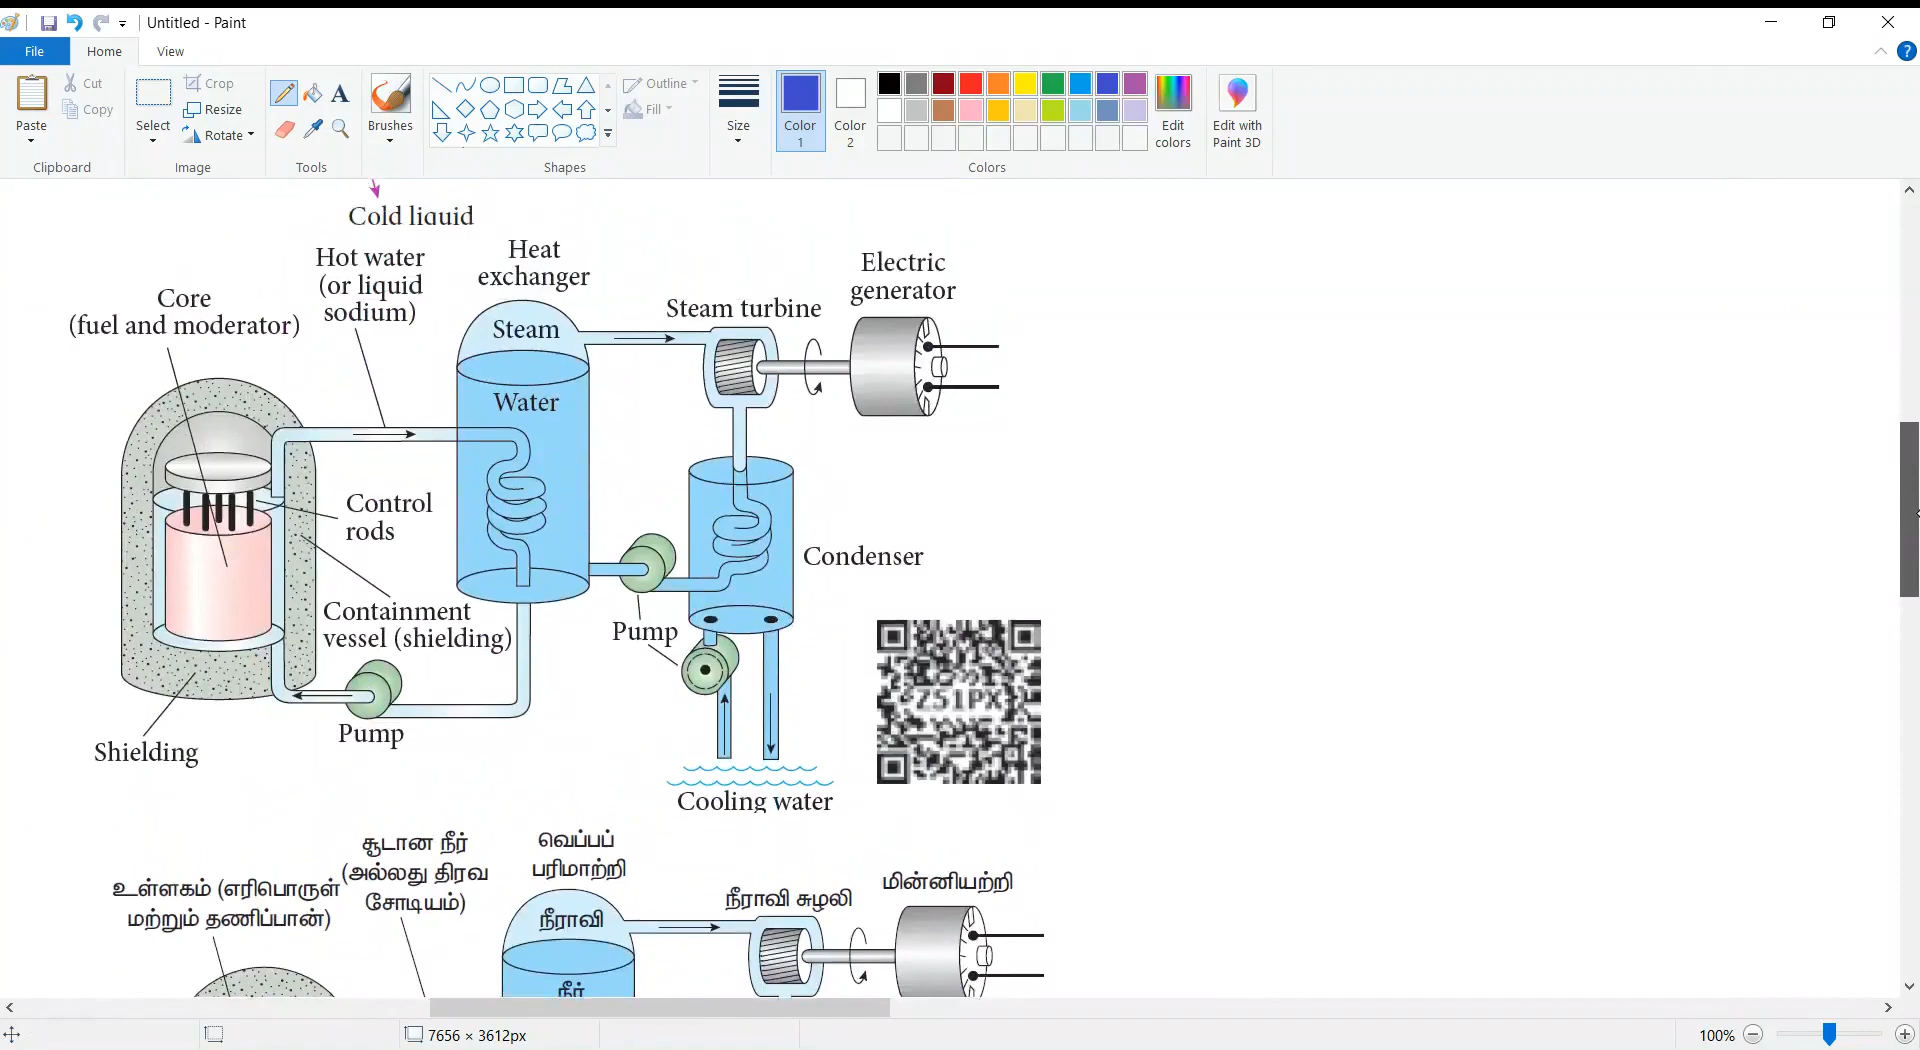 Untitled - Paint
File
Home
View
Paste
Cut
Copy
Clipboard
Select
Crop
Resize
Rotate
Image
A
Tools
Brushes
Outline
Fill
Shapes
Size
Color
1
Color
2
Edit
colors
Colors
Edit with
Paint 3D
?
Cold liquid
Hot water
(or liquid
sodium)
Heat
exchanger
Core
(fuel and moderator)
Steam
Water
Steam turbine
Electric
generator
Control
rods
Containment
vessel (shielding)
Condenser
Pump
Pump
Shielding
ZS1PX
Cooling water
சூடான நீர்
(அல்லது திரவ
சோடியம்)
வெப்பப்
பரிமாற்றி
உள்ளகம் (எரிபொருள்
மற்றும் தணிப்பான்)
நீராவி
நீர்
நீராவி சுழலி
மின்னியற்றி
7656 × 3612px
100%